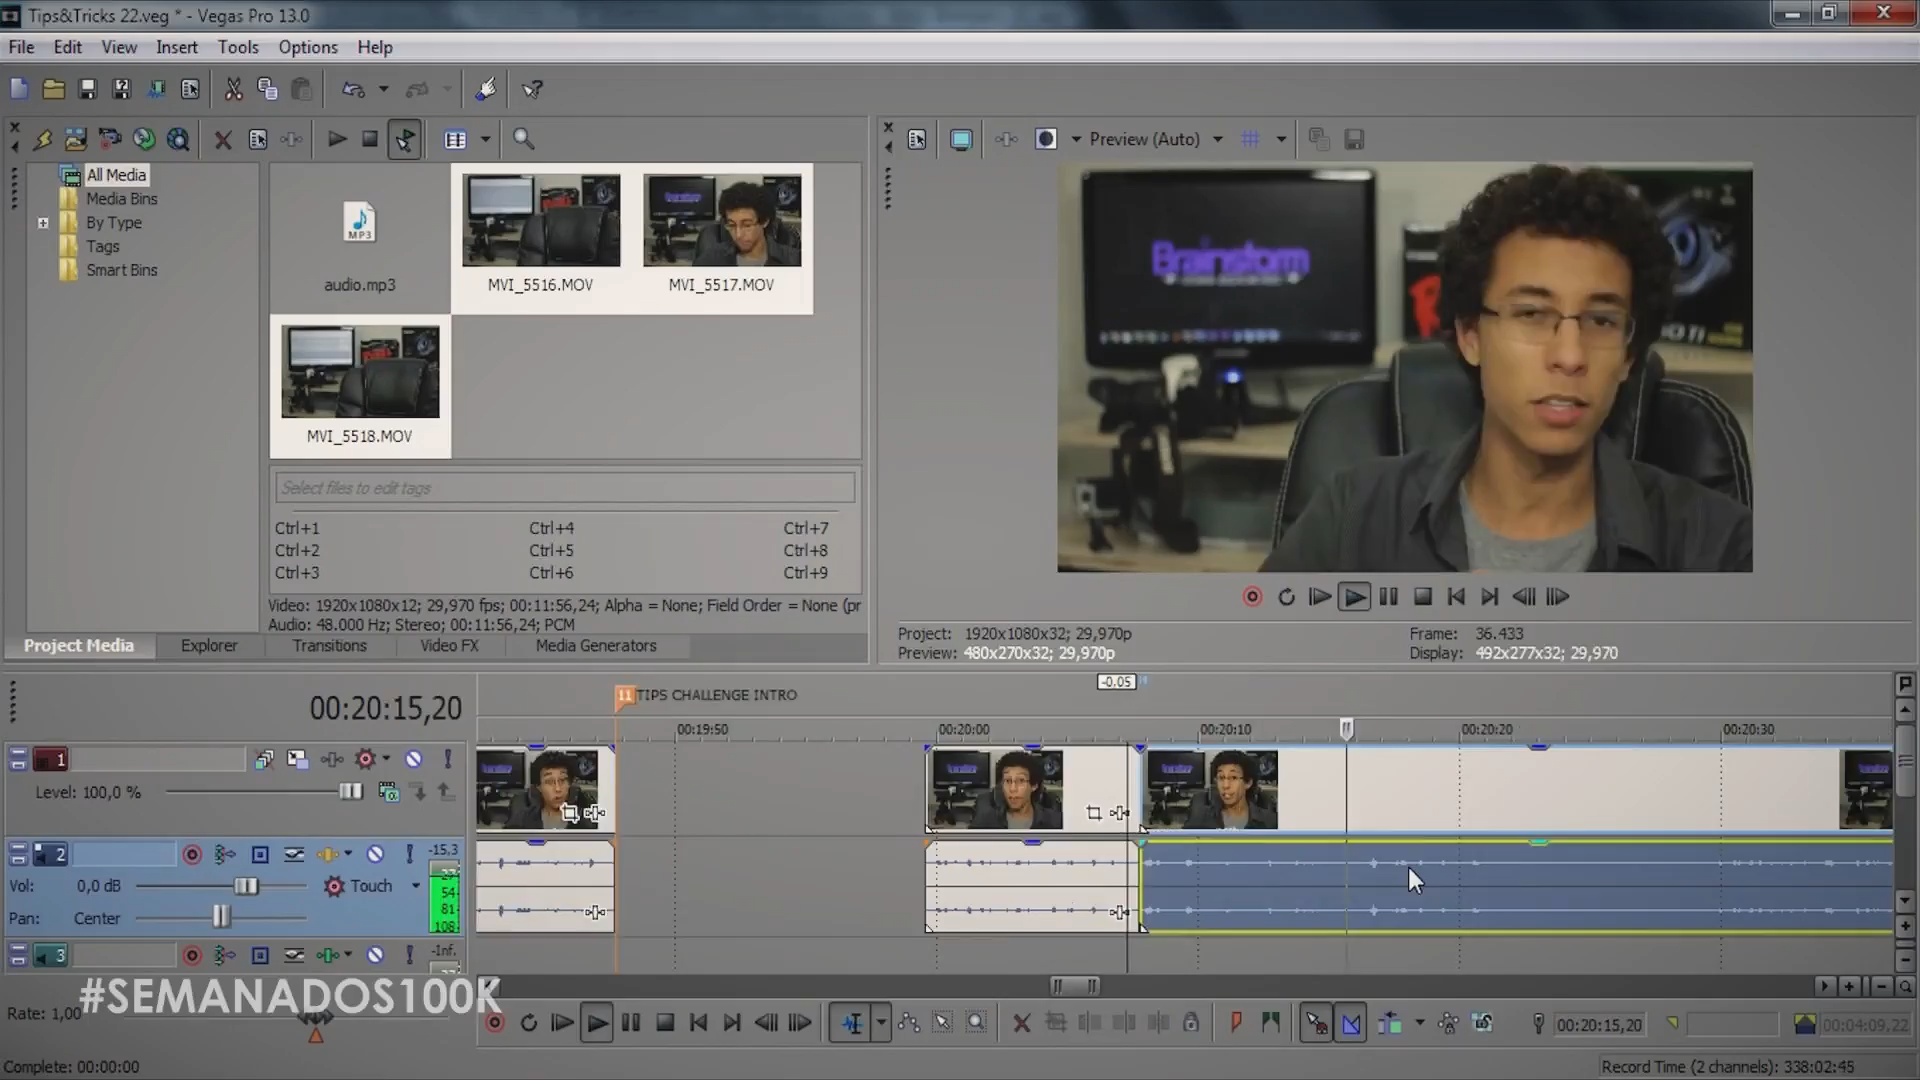 Tips&Tricks 22.veg * - Vegas Pro 13.0
File Edit View Insert Tools Options Help
Preview (Auto)
All Media
Media Bins
By Type
Tags
Smart Bins
MP3
audio.mp3
MVI_5516.MOV
MVI_5517.MOV
MVI_5518.MOV
Brainstorm
Select files to edit tags
Ctrl+1 Ctrl+4 Ctrl+7
Ctrl+2 Ctrl+5 Ctrl+8
Ctrl+3 Ctrl+6 Ctrl+9
Video: 1920x1080x12; 29,970 fps; 00:11:56,24; Alpha = None; Field Order = None (pr
Audio: 48.000 Hz; Stereo; 00:11:56,24; PCM
Project Media Explorer Transitions Video FX Media Generators
Project: 1920x1080x32; 29,970p Frame: 36.433
Preview: 480x270x32; 29,970p Display: 492x277x32; 29,970
00:20:15,20
11 TIPS CHALLENGE INTRO
-0.05
00:19:50 00:20:00 00:20:10 00:20:20 00:20:30
1
Level: 100,0 %
2
-15,3
Vol: 0,0 dB Touch
27
54
81
108
Pan: Center
3
-Inf.
#SEMANADOS100K
Rate: 1,00
00:20:15,20
00:04:09,22
Complete: 00:00:00
Record Time (2 channels): 338:02:45